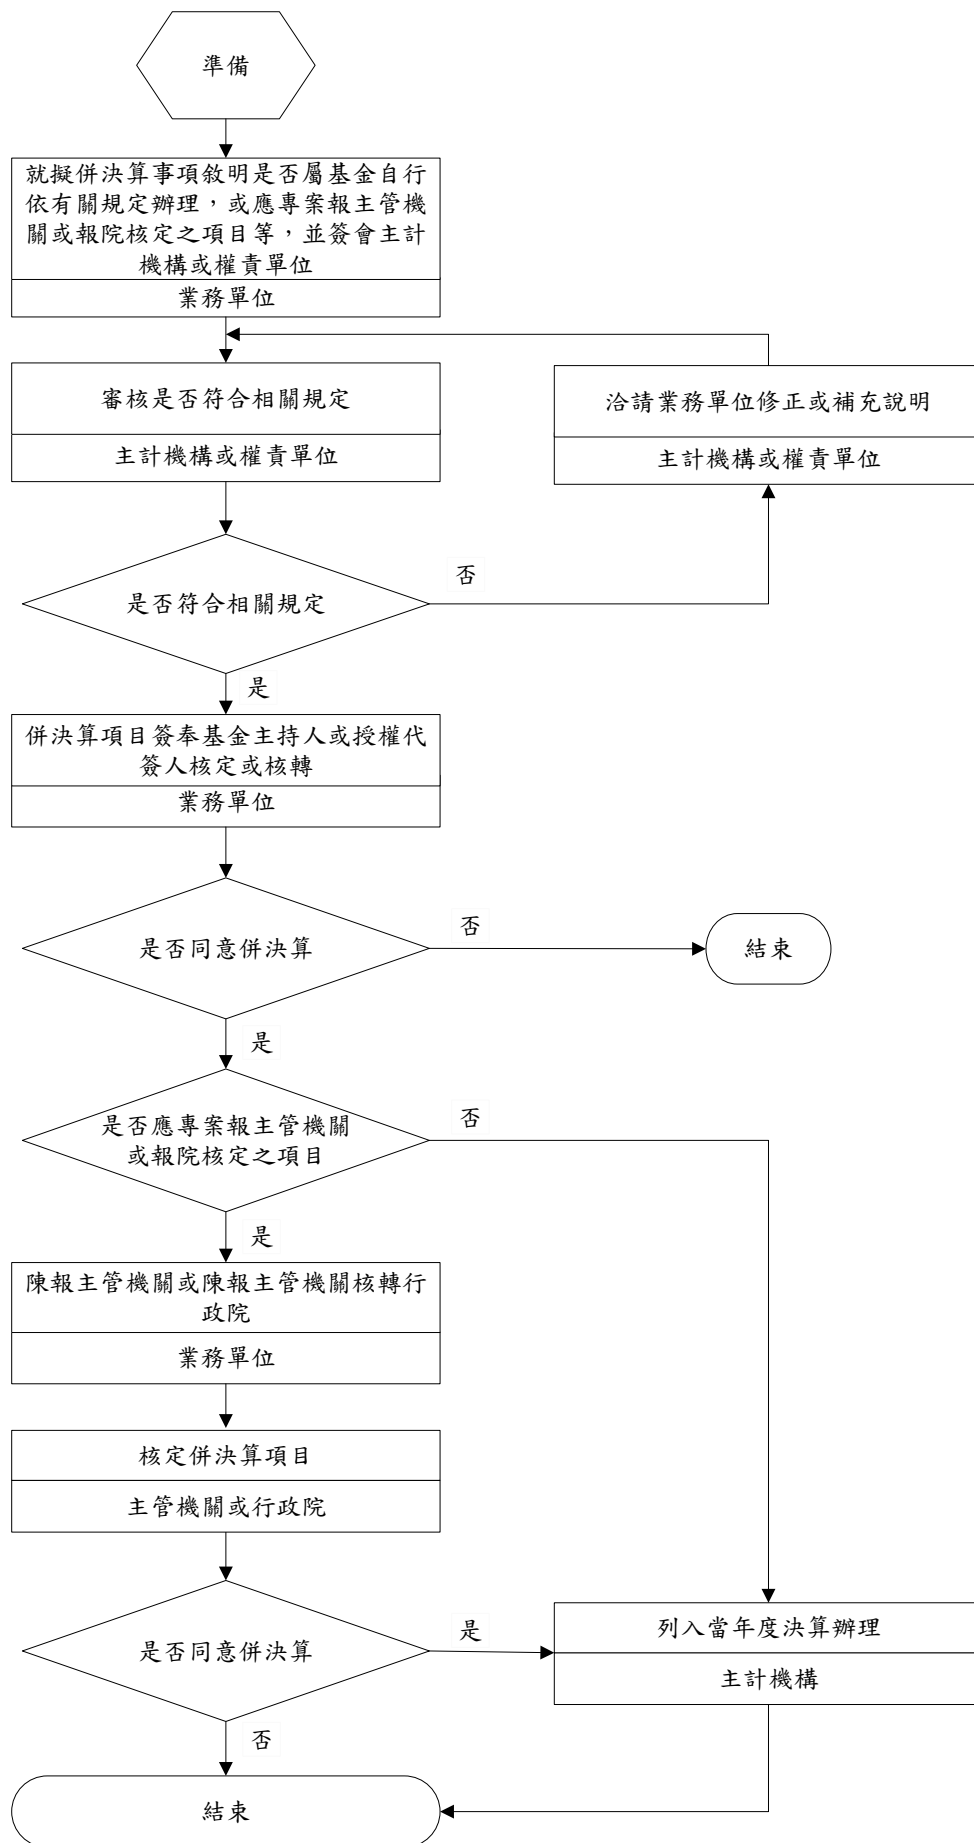 準備
就擬併決算事項敘明是否屬基金自行
依有關規定辦理，或應專案報主管機
關或報院核定之項目等，並簽會主計
機構或權責單位
業務單位
審核是否符合相關規定
主計機構或權責單位
洽請業務單位修正或補充說明
主計機構或權責單位
是否符合相關規定
否
是
併決算項目簽奉基金主持人或授權代
簽人核定或核轉
業務單位
是否同意併決算
否
結束
是
是否應專案報主管機關
或報院核定之項目
否
是
陳報主管機關或陳報主管機關核轉行
政院
業務單位
核定併決算項目
主管機關或行政院
是否同意併決算
是
列入當年度決算辦理
主計機構
否
結束